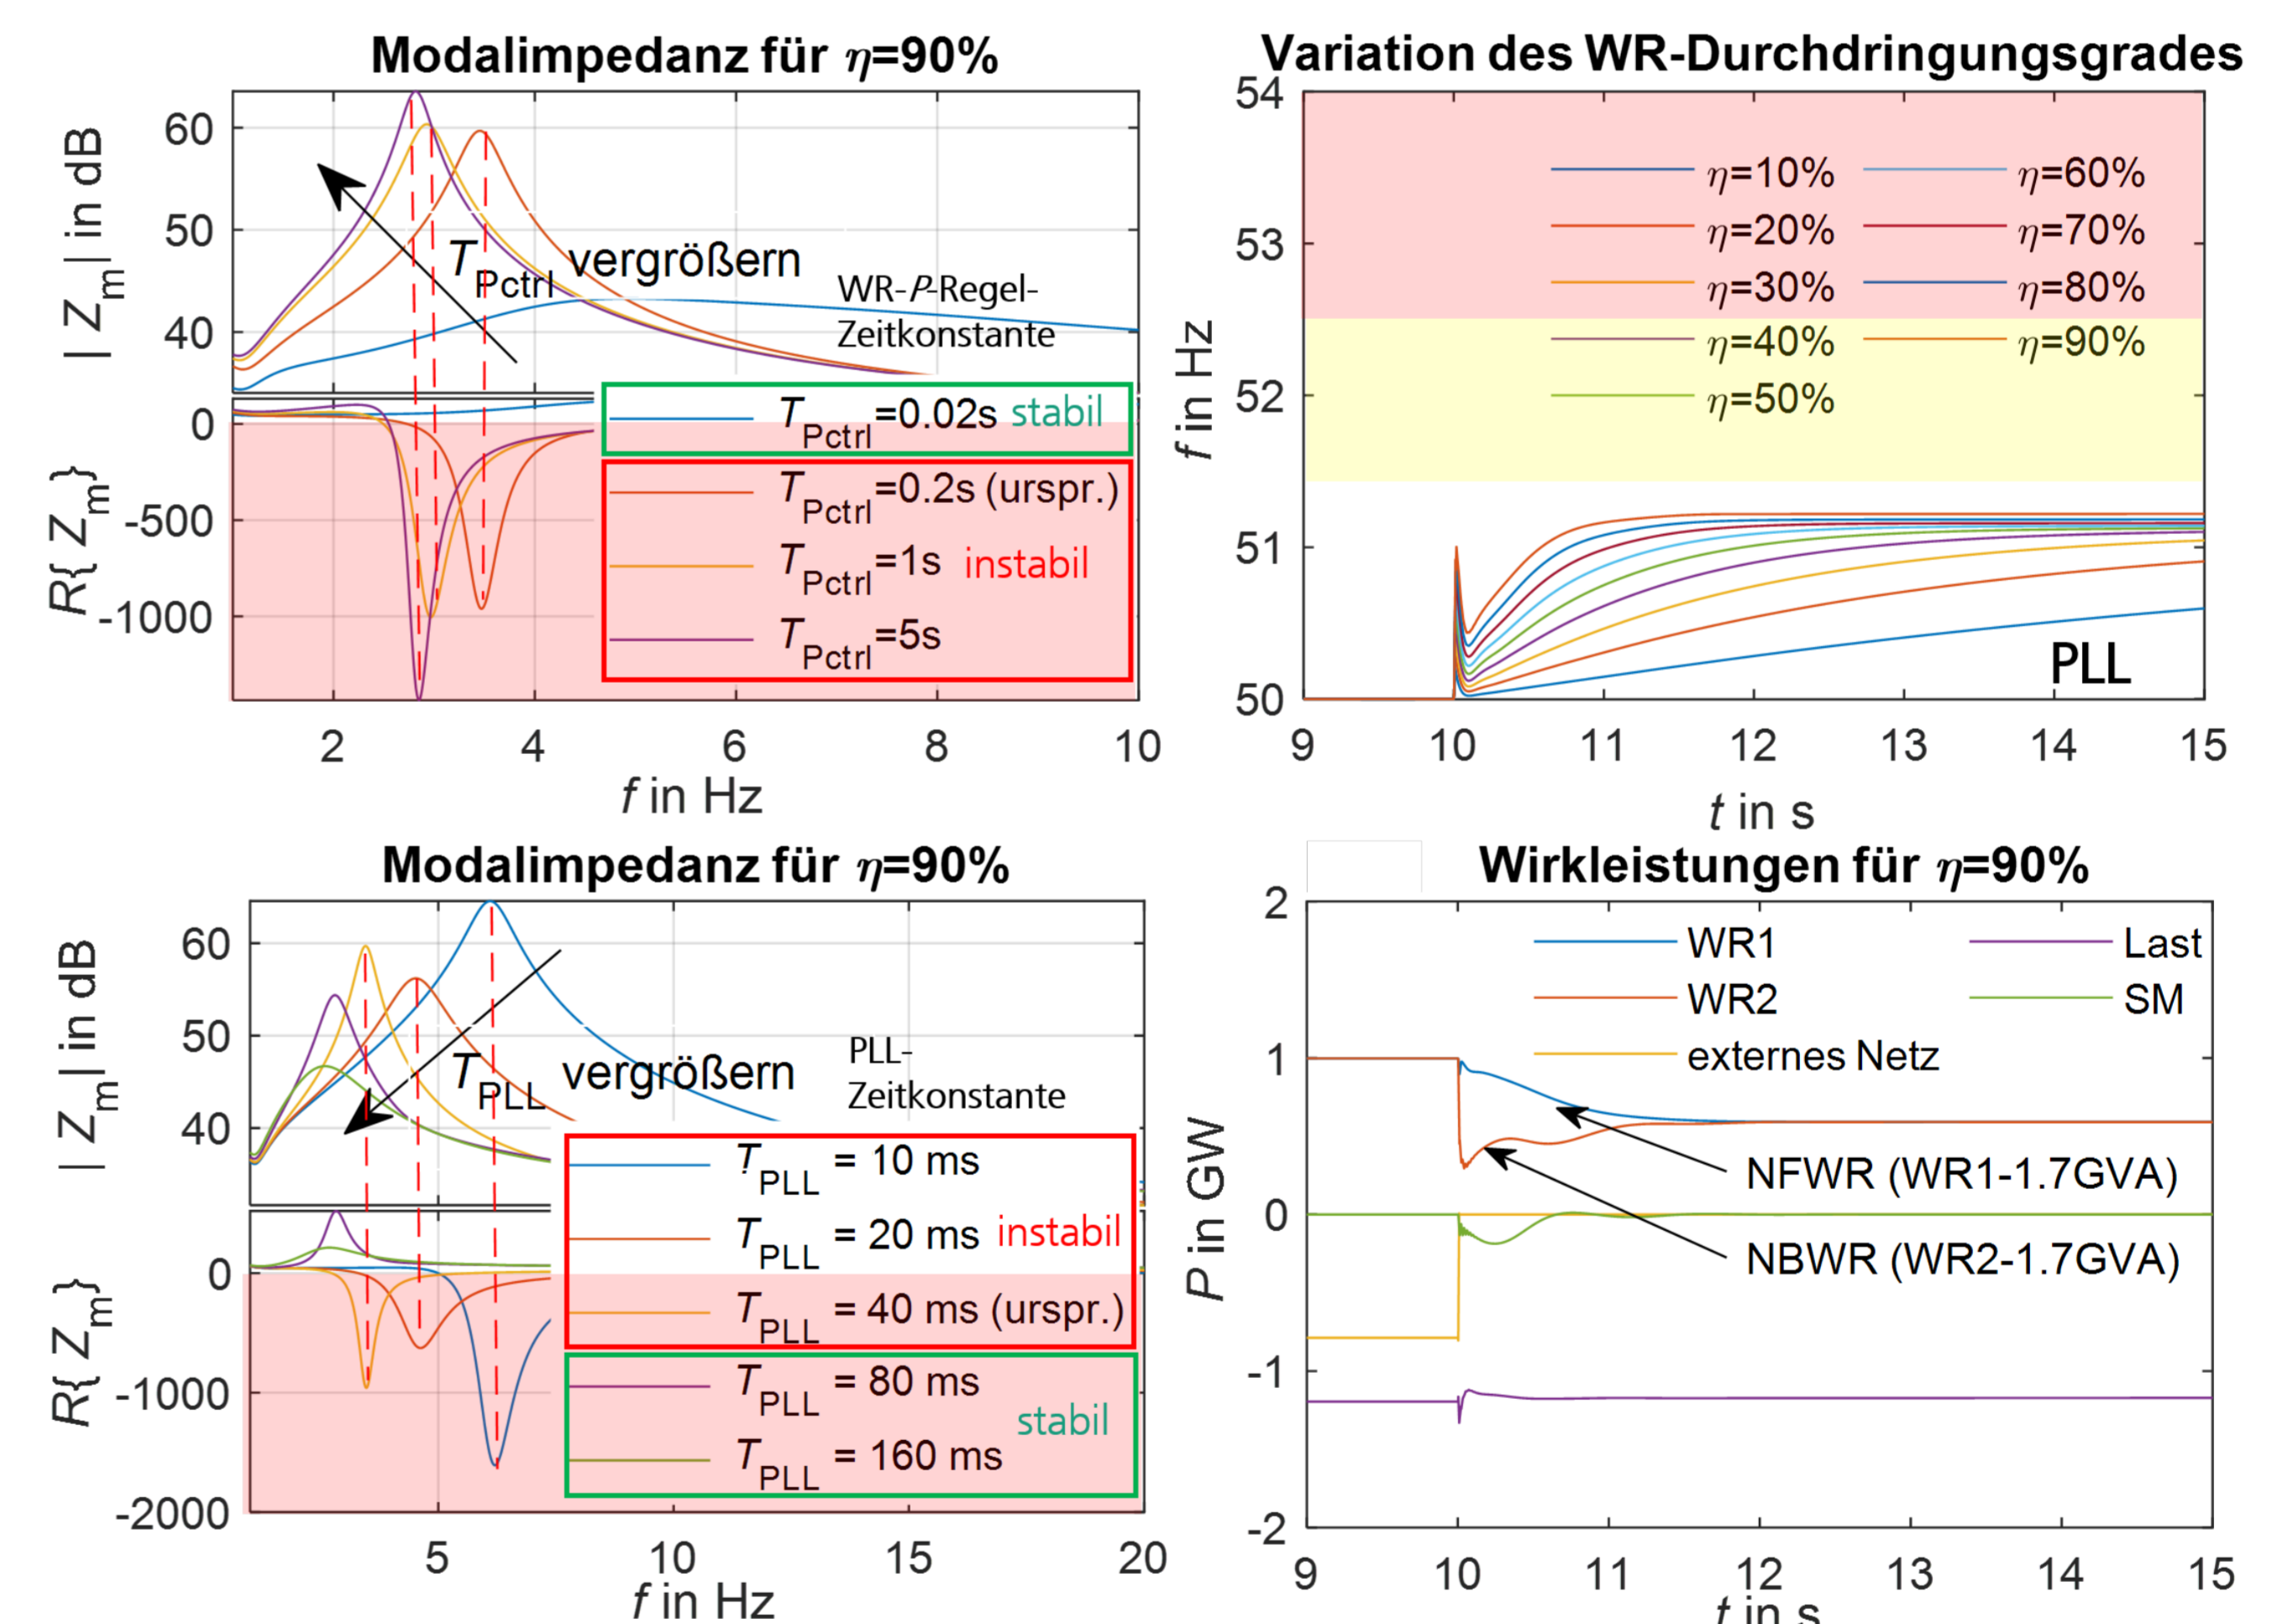 Modalimpedanz für η=90%
| Zm| in dB
60
50
40
TPctrl vergrößern
WR-P-Regel-
Zeitkonstante
R{ Zm}
0
-500
-1000
TPctrl=0.02s stabil
TPctrl=0.2s (urspr.)
TPctrl=1s instabil
TPctrl=5s
2 4 6 8 10
f in Hz
Variation des WR-Durchdringungsgrades
f in Hz
54
53
52
51
50
η=10% η=60%
η=20% η=70%
η=30% η=80%
η=40% η=90%
η=50%
PLL
9 10 11 12 13 14 15
t in s
Modalimpedanz für η=90%
| Zm| in dB
60
50
40
TPLL vergrößern
PLL-
Zeitkonstante
R{ Zm}
0
-1000
-2000
TPLL = 10 ms
TPLL = 20 ms instabil
TPLL = 40 ms (urspr.)
TPLL = 80 ms
stabil
TPLL = 160 ms
5 10 15 20
f in Hz
Wirkleistungen für η=90%
P in GW
2
1
0
-1
-2
WR1 Last
WR2 SM
externes Netz
NFWR (WR1-1.7GVA)
NBWR (WR2-1.7GVA)
9 10 11 12 13 14 15
t in s